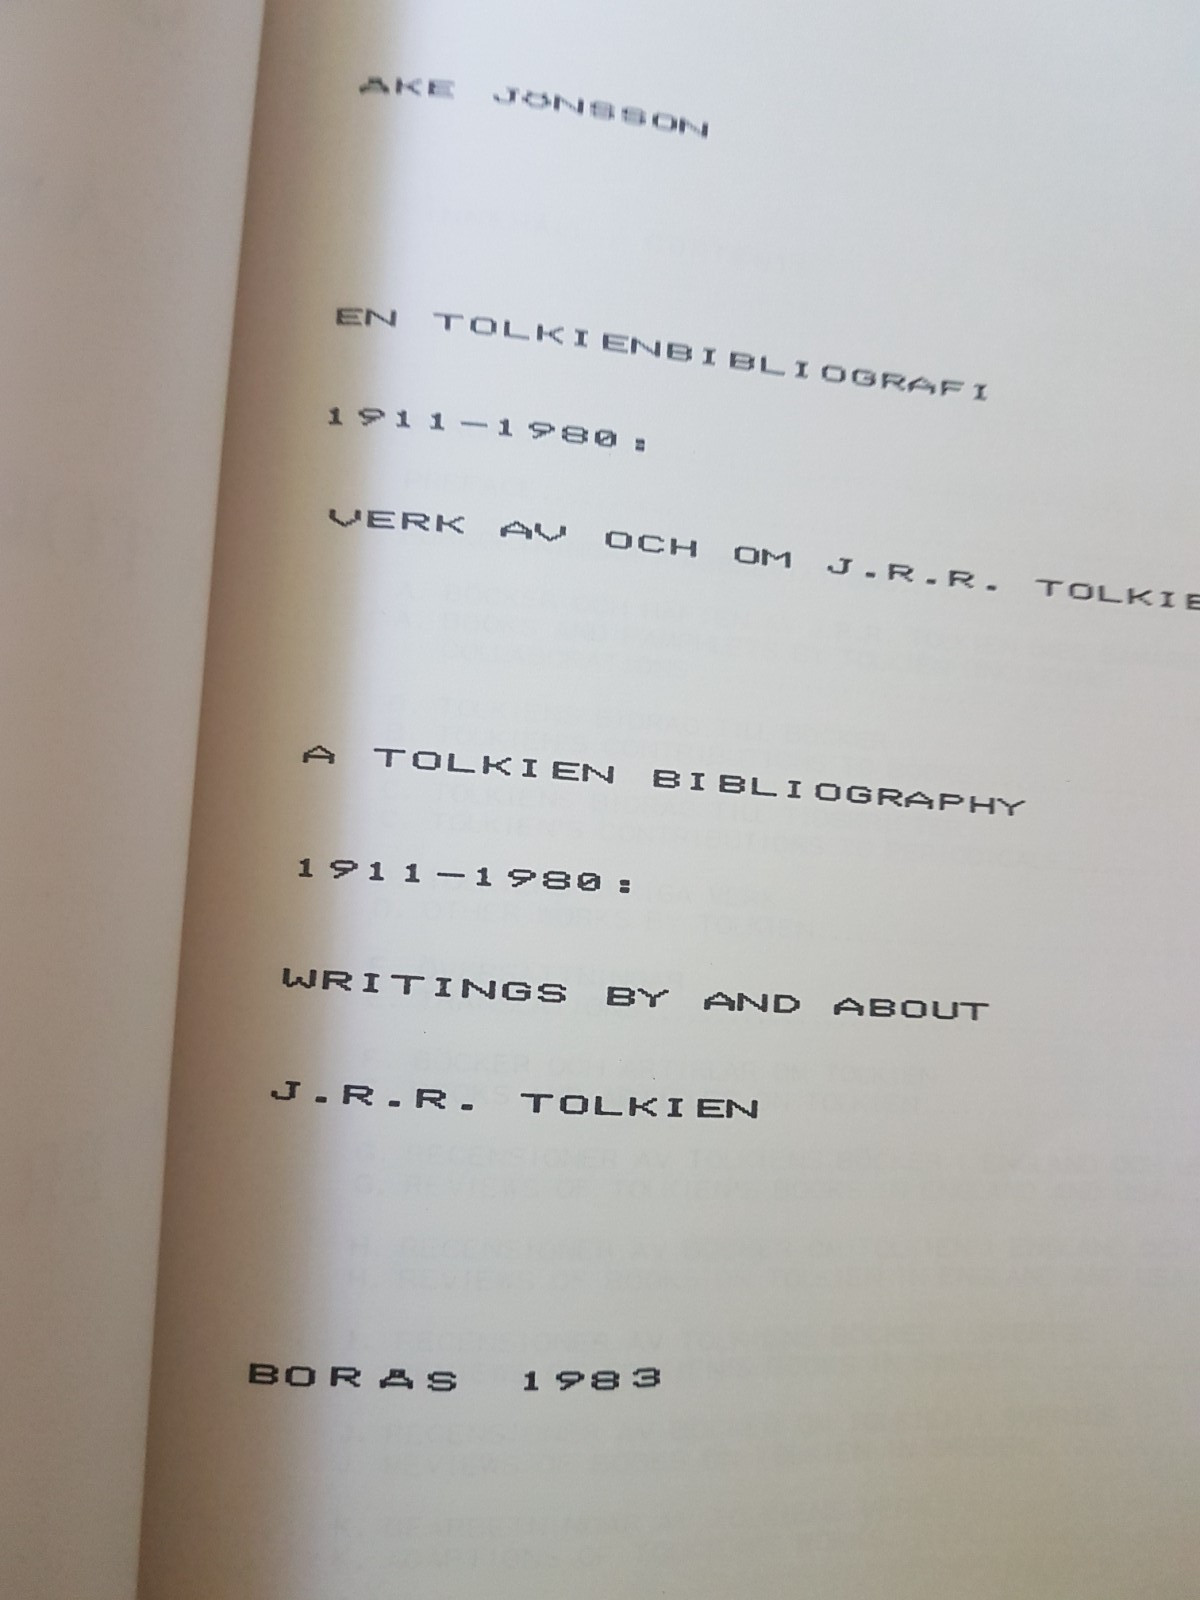 ÅKE JÖNSSON
EN TOLKIENBIBLIOGRAFI
1911-1980:
VERK AV OCH OM J.R.R. TOLKIE
A TOLKIEN BIBLIOGRAPHY
1911-1980:
WRITINGS BY AND ABOUT
J.R.R. TOLKIEN
BORÅS 1983